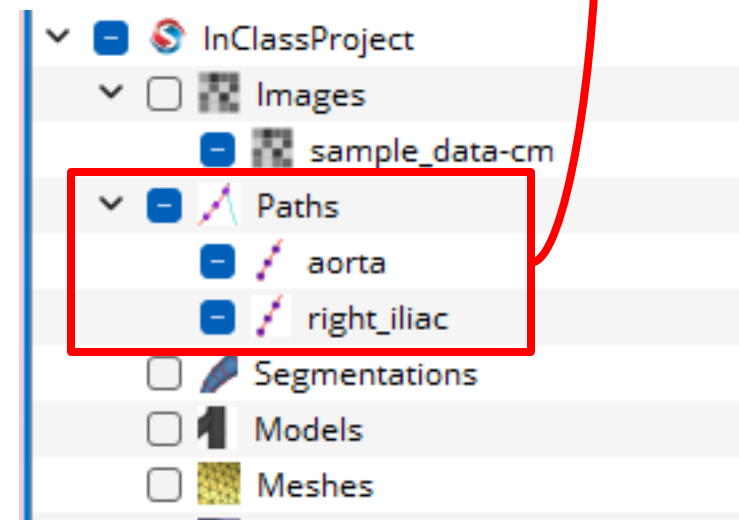 InClassProject
Images
sample_data-cm
Paths
aorta
right_iliac
Segmentations
Models
Meshes